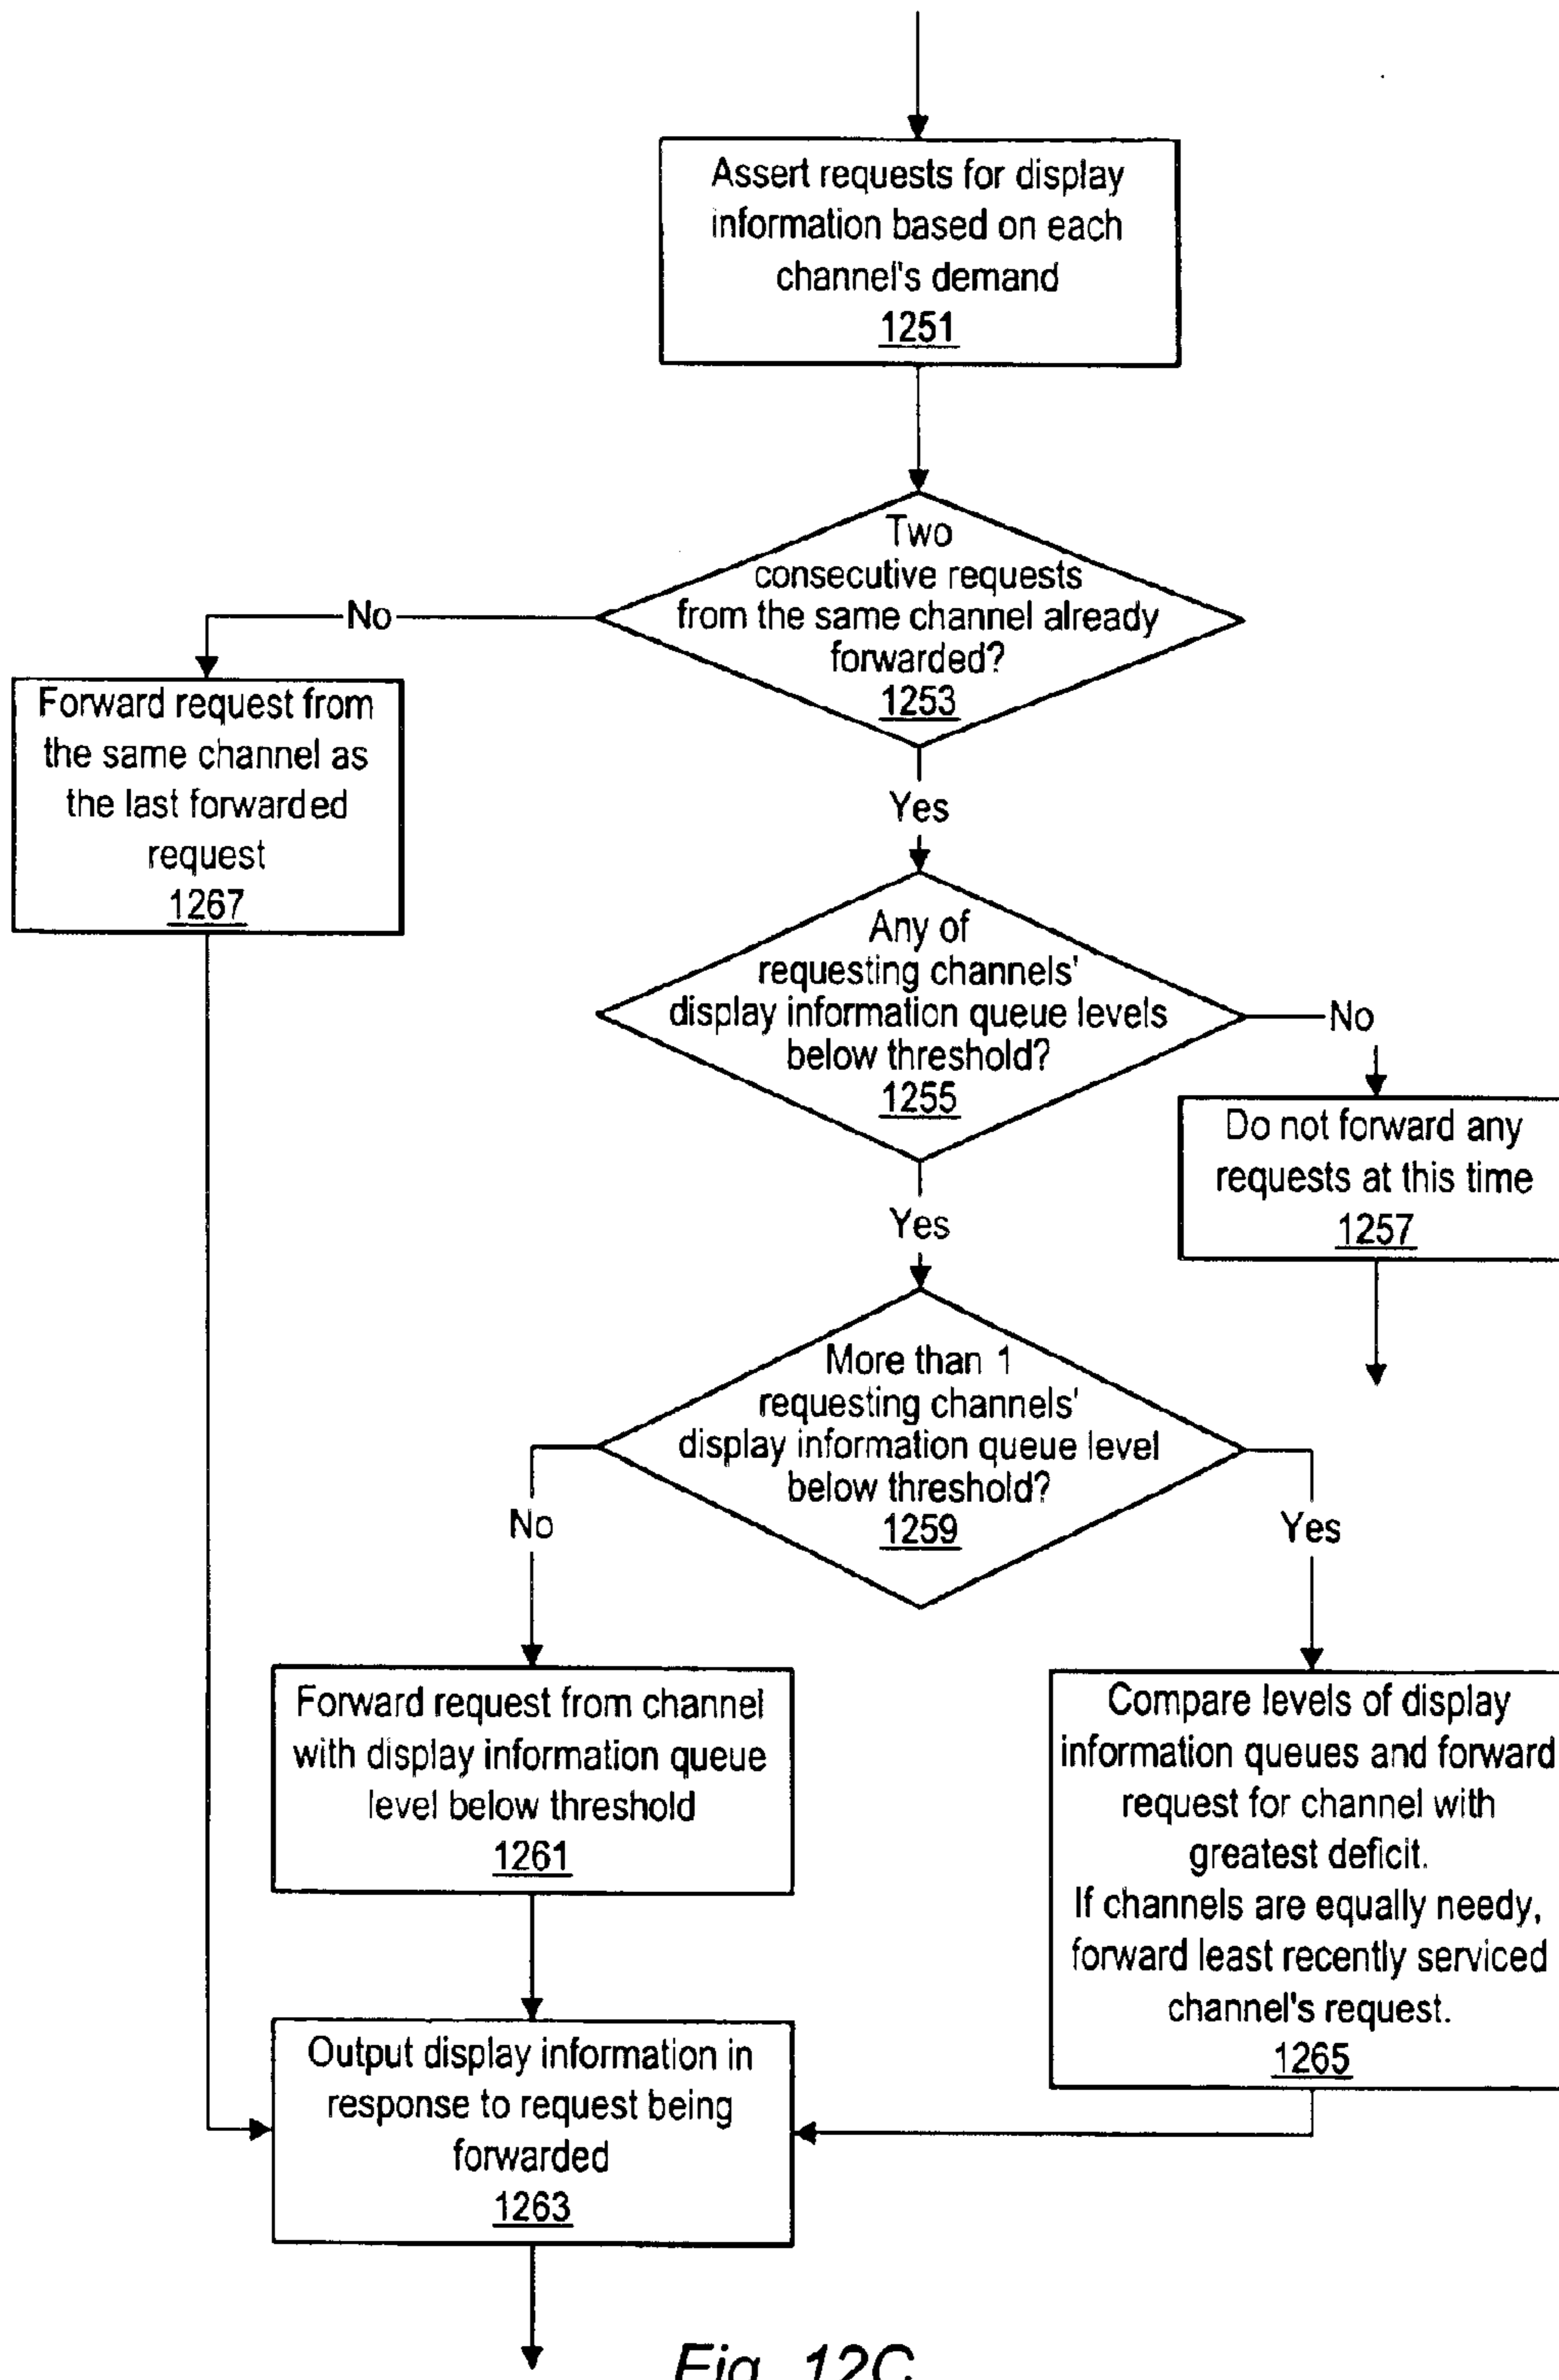 Assert requests for display
information based on each
channel's demand
1251
Two
consecutive requests
from the same channel already
forwarded?
1253
No
Forward request from
the same channel as
the last forwarded
request
1267
Yes
Any of
requesting channels'
display information queue levels
below threshold?
1255
No
Do not forward any
requests at this time
1257
Yes
More than 1
requesting channels'
display information queue level
below threshold?
1259
No
Yes
Forward request from channel
with display information queue
level below threshold
1261
Compare levels of display
information queues and forward
request for channel with
greatest deficit.
If channels are equally needy,
forward least recently serviced
channel's request.
1265
Output display information in
response to request being
forwarded
1263
Fig. 12C